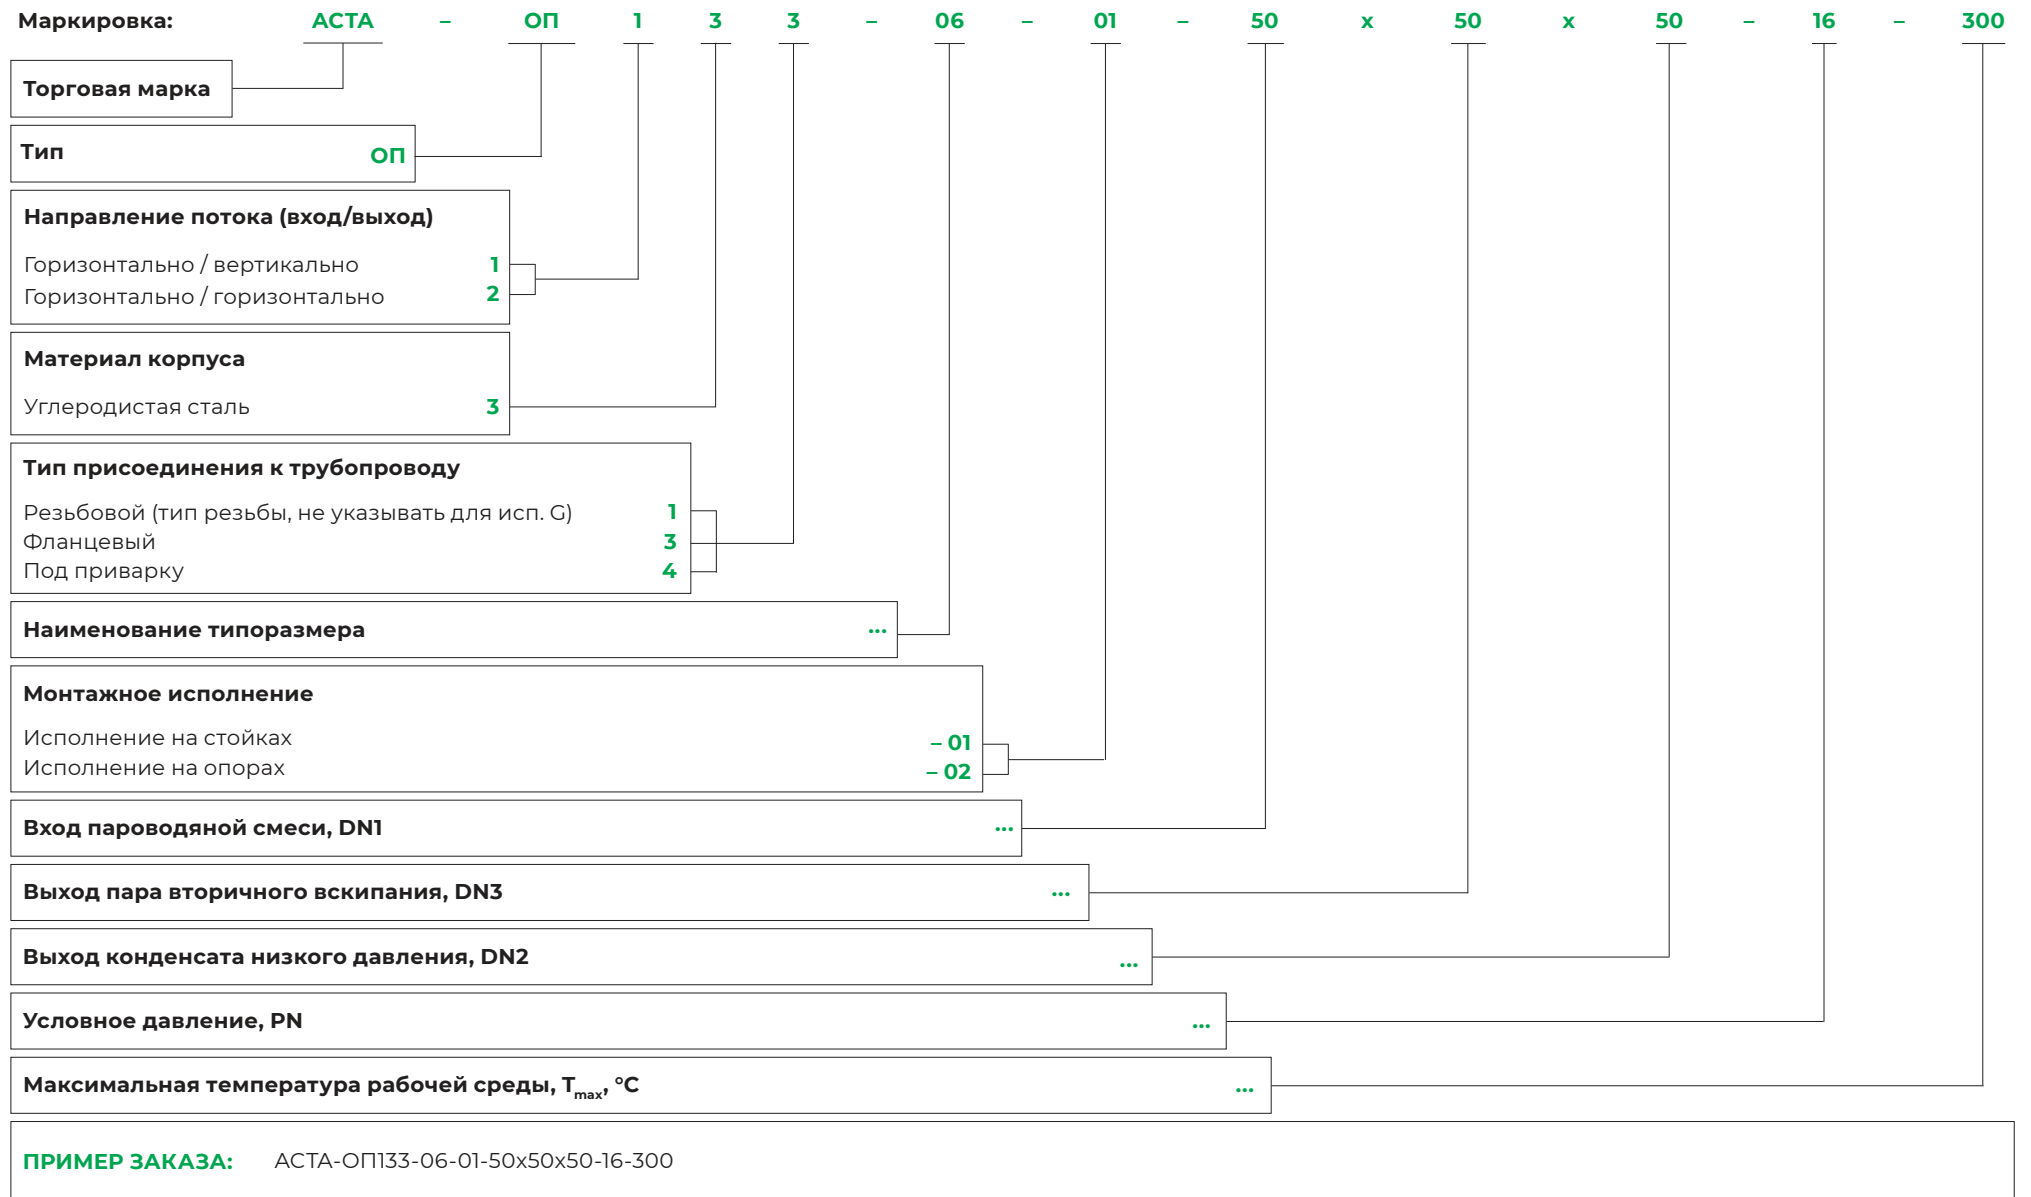 Маркировка: АСТА – ОП 1 3 3 – 06 – 01 – 50 х 50 х 50 – 16 – 300
Торговая марка
Тип ОП
Направление потока (вход/выход)
Горизонтально / вертикально 1
Горизонтально / горизонтально 2
Материал корпуса
Углеродистая сталь 3
Тип присоединения к трубопроводу
Резьбовой (тип резьбы, не указывать для исп. G) 1
Фланцевый 3
Под приварку 4
Наименование типоразмера ...
Монтажное исполнение
Исполнение на стойках – 01
Исполнение на опорах – 02
Вход пароводяной смеси, DN1 ...
Выход пара вторичного вскипания, DN3 ...
Выход конденсата низкого давления, DN2 ...
Условное давление, PN ...
Максимальная температура рабочей среды, Tmax, °С ...
ПРИМЕР ЗАКАЗА: АСТА-ОП133-06-01-50х50х50-16-300